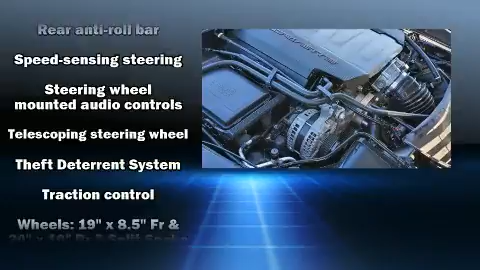 Rear anti-roll bar
Speed-sensing steering
Steering wheel
mounted audio controls
Telescoping steering wheel
Theft Deterrent System
Traction control
Wheels: 19" x 8.5" Fr &